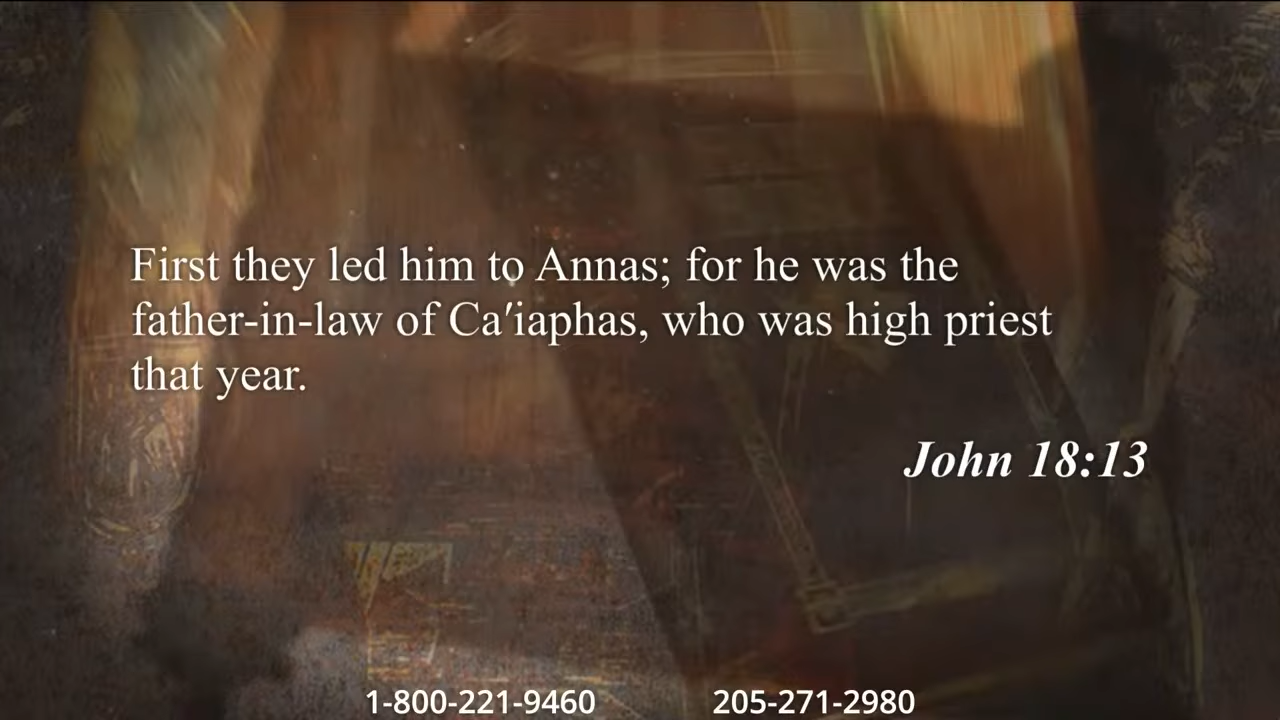 First they led him to Annas; for he was the
father-in-law of Ca′iaphas, who was high priest
that year.
John 18:13
1-800-221-9460 205-271-2980